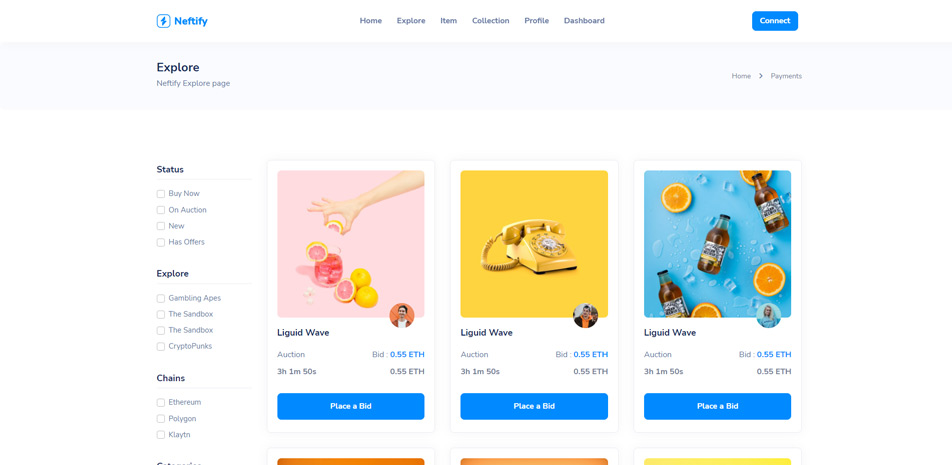 Neftify
Home Explore Item Collection Profile Dashboard
Connect
Explore
Neftify Explore page
Home > Payments
Status
Buy Now
On Auction
New
Has Offers
Explore
Gambling Apes
The Sandbox
The Sandbox
CryptoPunks
Chains
Ethereum
Polygon
Klaytn
Liquid Wave
Auction Bid : 0.55 ETH
3h 1m 50s 0.55 ETH
Place a Bid
Liquid Wave
Auction Bid : 0.55 ETH
3h 1m 50s 0.55 ETH
Place a Bid
Liquid Wave
Auction Bid : 0.55 ETH
3h 1m 50s 0.55 ETH
Place a Bid